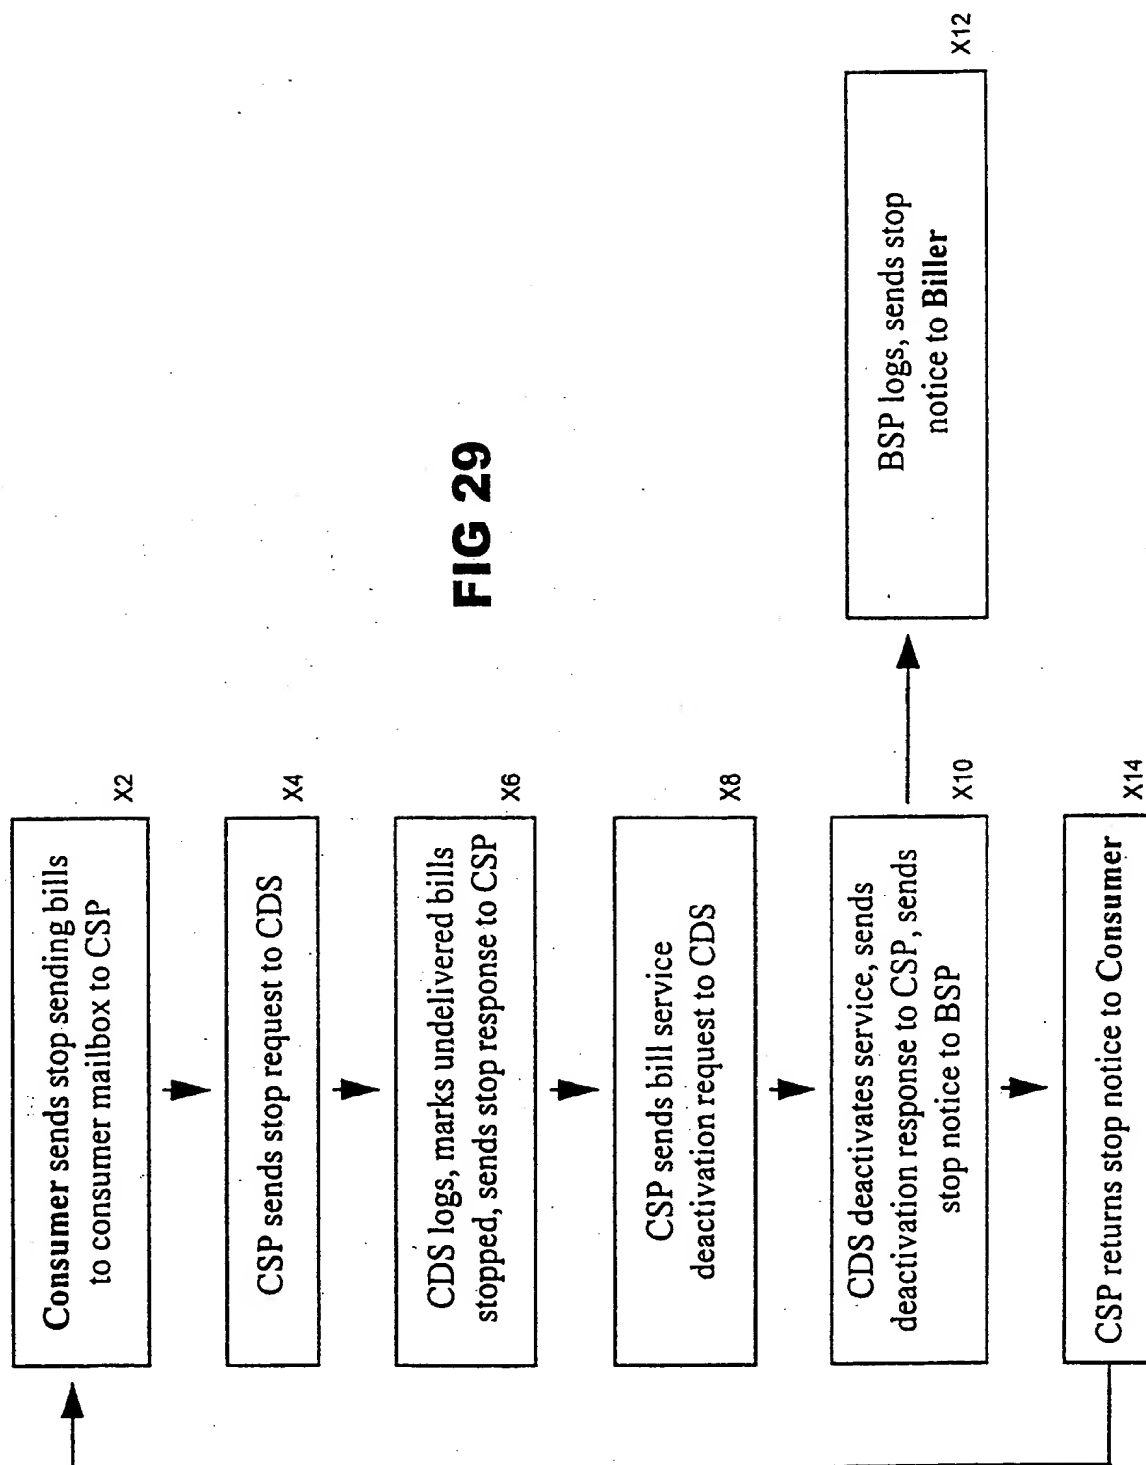 Consumer sends stop sending bills
to consumer mailbox to CSP
X2
CSP sends stop request to CDS
X4
CDS logs, marks undelivered bills
stopped, sends stop response to CSP
X6
CSP sends bill service
deactivation request to CDS
X8
CDS deactivates service, sends
deactivation response to CSP, sends
stop notice to BSP
X10
BSP logs, sends stop
notice to Biller
X12
CSP returns stop notice to Consumer
X14
FIG 29